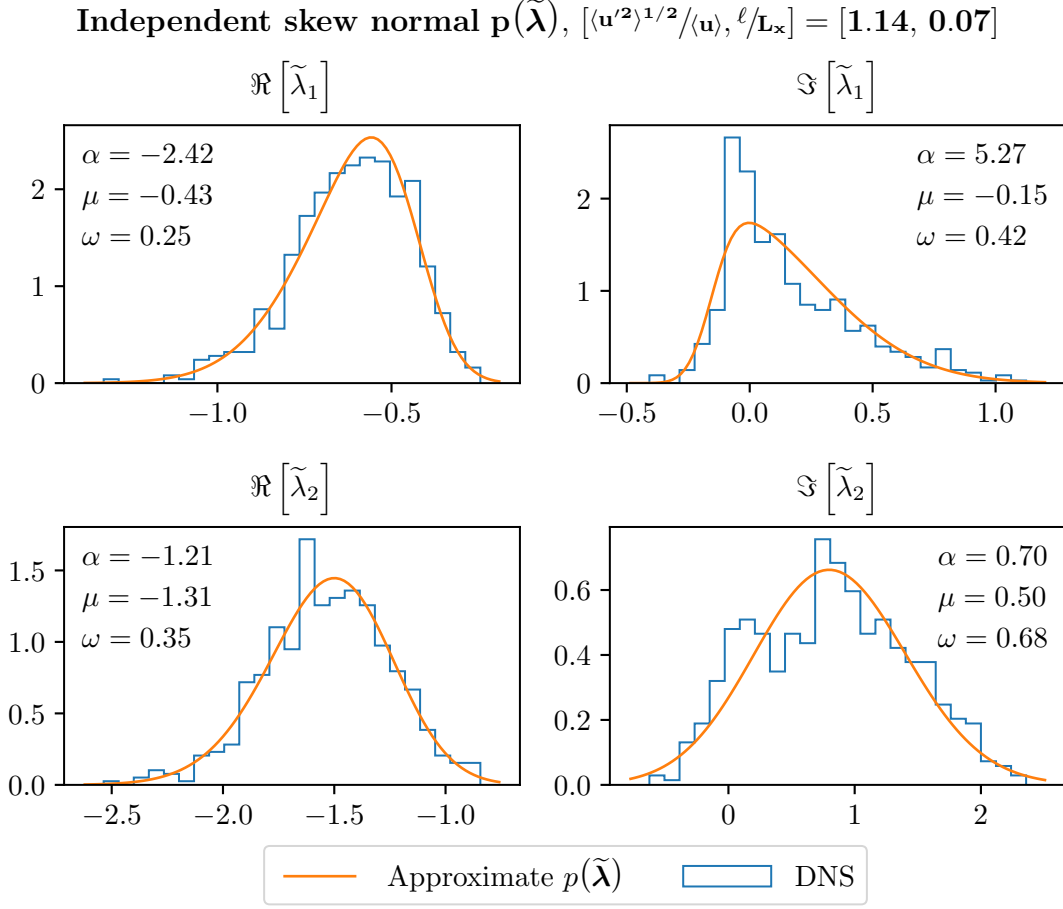 Independent skew normal p(λ̃), [⟨u′²⟩^1/2/⟨u⟩, ℓ/Lₓ] = [1.14, 0.07]
ℜ [λ̃₁]
ℑ [λ̃₁]
α = −2.42
μ = −0.43
ω = 0.25
2
1
0
−1.0
−0.5
α = 5.27
μ = −0.15
ω = 0.42
2
1
0
−0.5
0.0
0.5
1.0
ℜ [λ̃₂]
ℑ [λ̃₂]
α = −1.21
μ = −1.31
ω = 0.35
1.5
1.0
0.5
0.0
−2.5
−2.0
−1.5
−1.0
α = 0.70
μ = 0.50
ω = 0.68
0.6
0.4
0.2
0.0
0
1
2
Approximate p(λ̃)
DNS